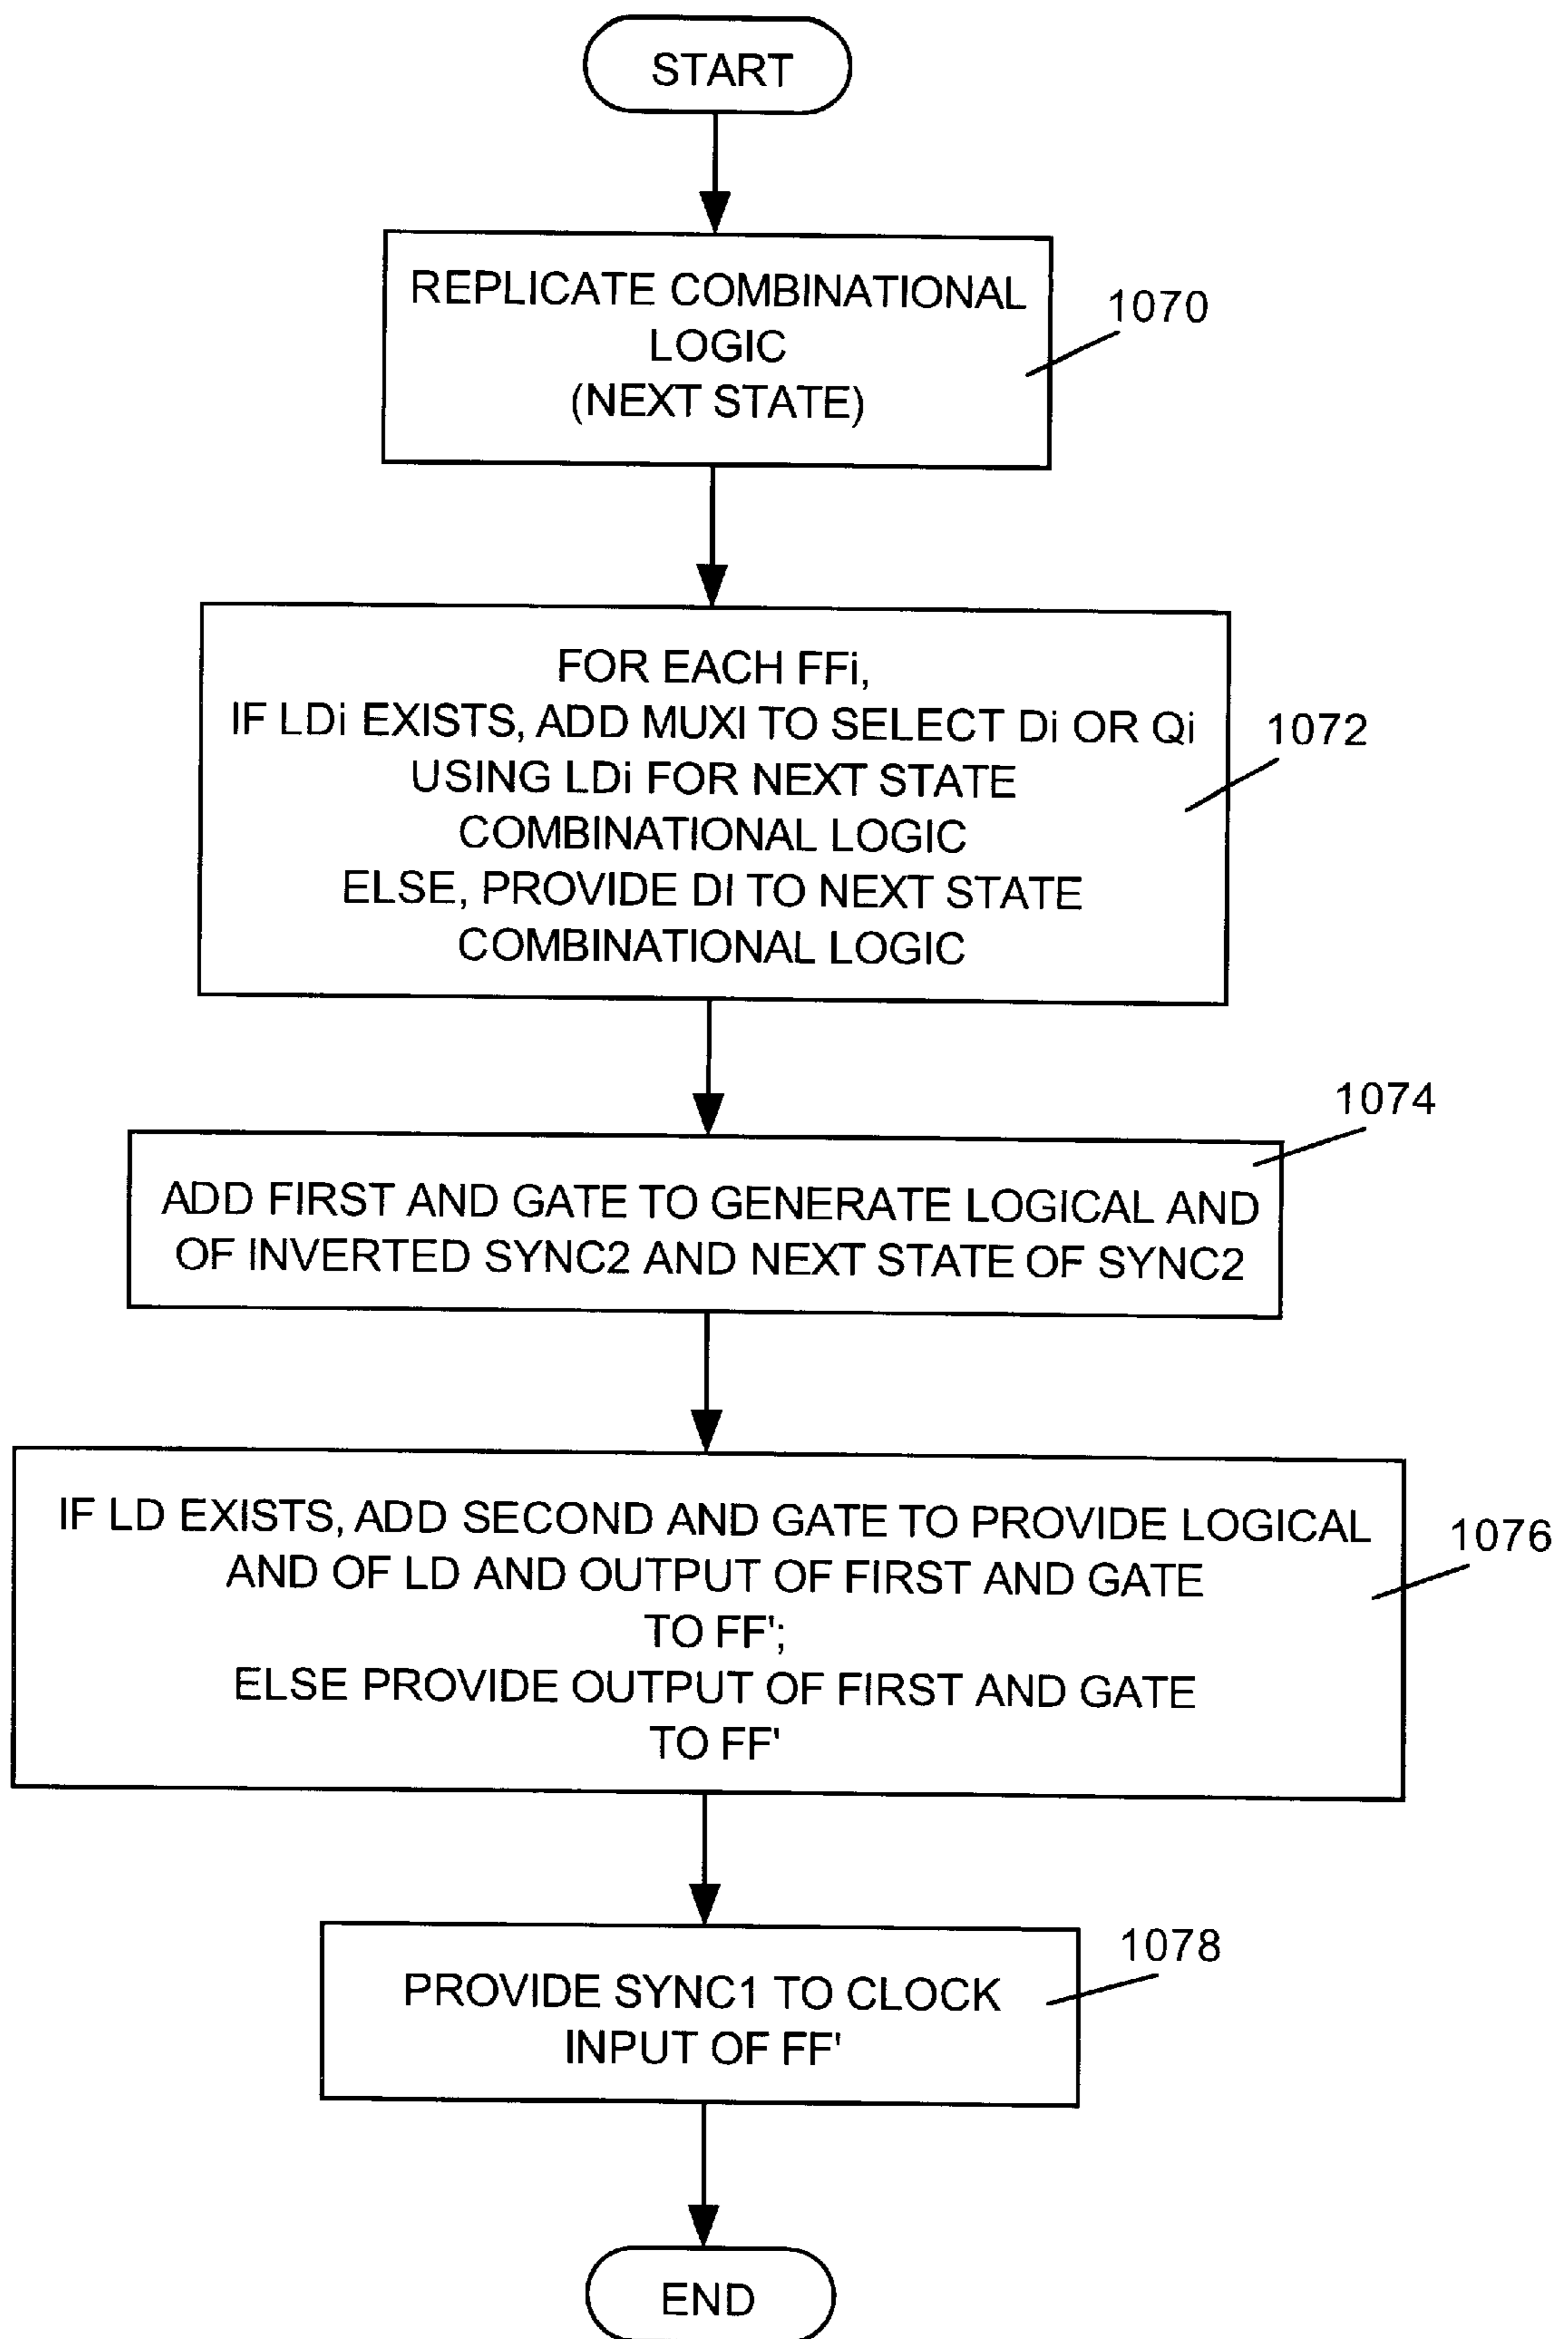 START
REPLICATE COMBINATIONAL
LOGIC
(NEXT STATE)
1070
FOR EACH FFi,
IF LDi EXISTS, ADD MUXI TO SELECT Di OR Qi
USING LDi FOR NEXT STATE
COMBINATIONAL LOGIC
ELSE, PROVIDE DI TO NEXT STATE
COMBINATIONAL LOGIC
1072
1074
ADD FIRST AND GATE TO GENERATE LOGICAL AND
OF INVERTED SYNC2 AND NEXT STATE OF SYNC2
IF LD EXISTS, ADD SECOND AND GATE TO PROVIDE LOGICAL
AND OF LD AND OUTPUT OF FIRST AND GATE
TO FF';
ELSE PROVIDE OUTPUT OF FIRST AND GATE
TO FF'
1076
PROVIDE SYNC1 TO CLOCK
INPUT OF FF'
1078
END